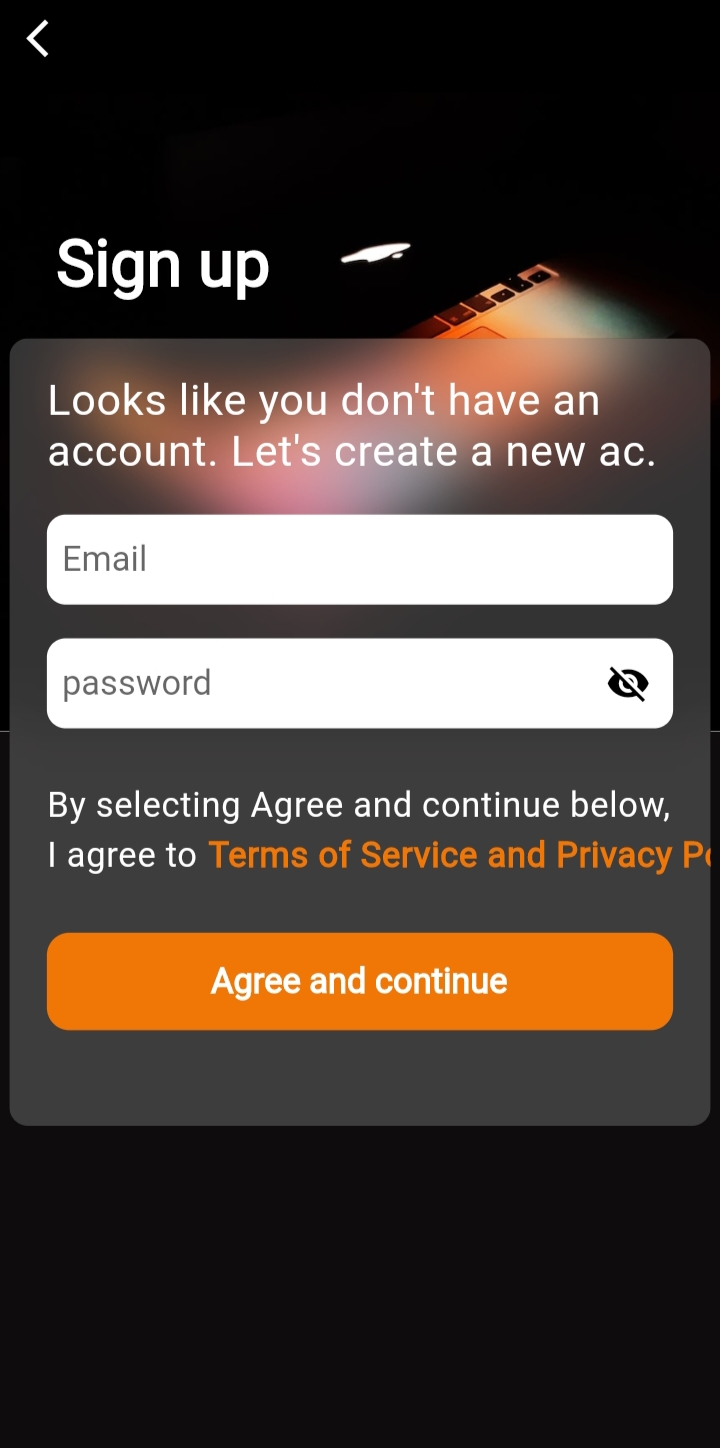 Sign up
Looks like you don't have an
account. Let's create a new ac.
Email
password
By selecting Agree and continue below,
I agree to Terms of Service and Privacy
Agree and continue